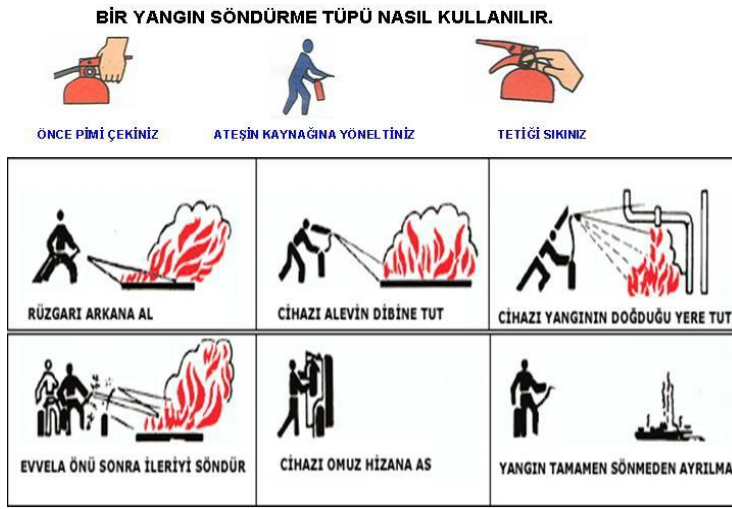 BİR YANGIN SÖNDÜRME TÜPÜ NASIL KULLANILIR.
ÖNCE PİMİ ÇEKİNİZ
ATEŞİN KAYNAĞINA YÖNELTİNİZ
TETİĞİ SIKINIZ
RÜZGARI ARKANA AL
CİHAZI ALEVİN DİBİNE TUT
CİHAZI YANGININ DOĞDUĞU YERE TUT
EVVELA ÖNÜ SONRA İLERİYİ SÖNDÜR
CİHAZI OMUZ HİZANA AS
YANGIN TAMAMEN SÖNMEDEN AYRILMA